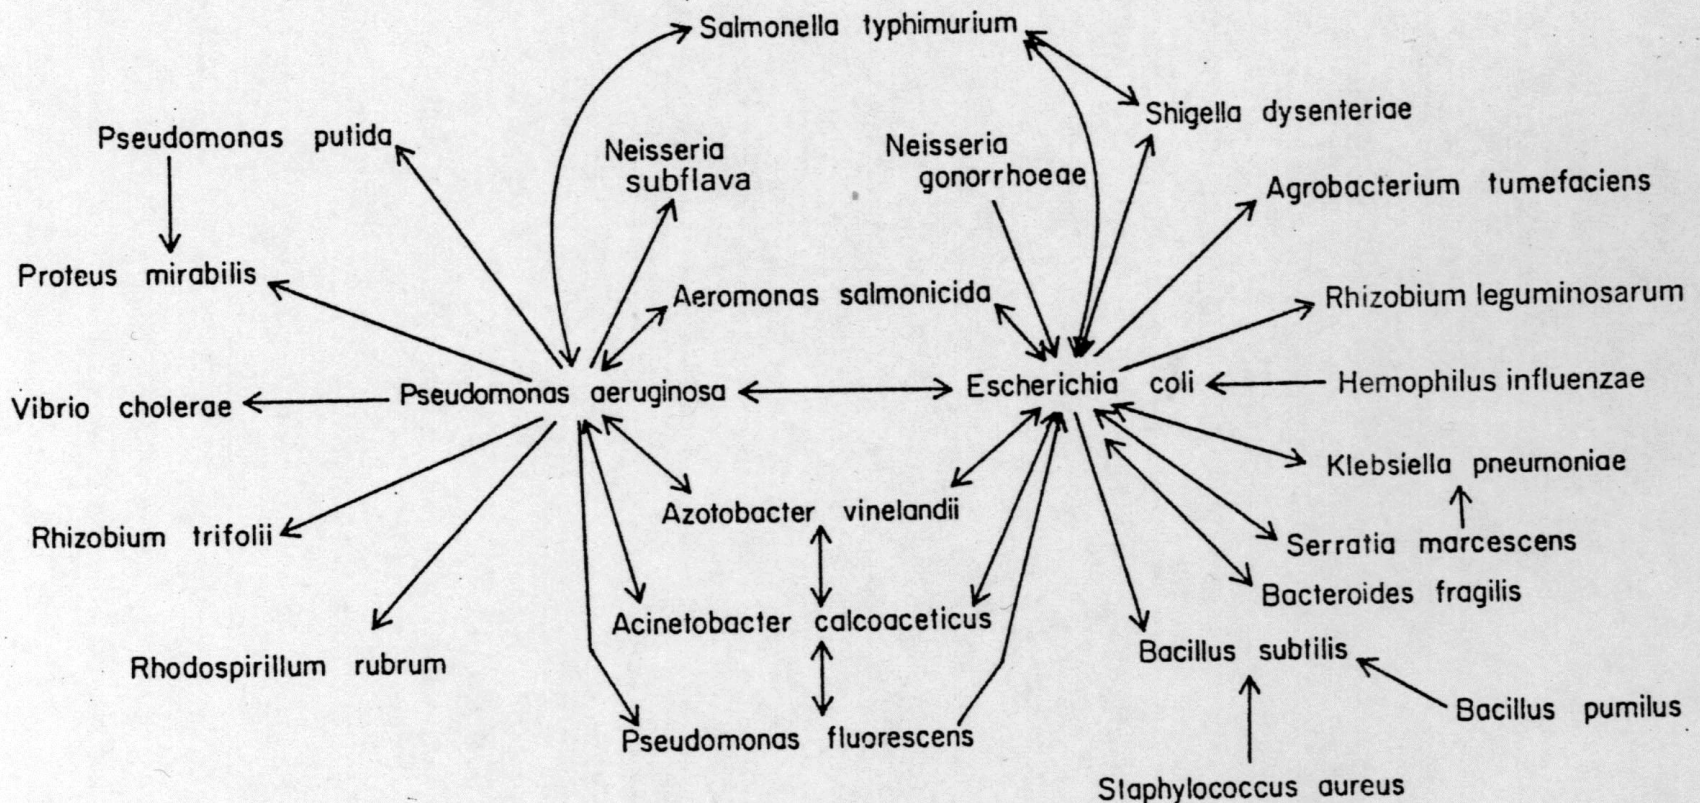 Salmonella typhimurium
Shigella dysenteriae
Pseudomonas putida
Neisseria
subflava
Neisseria
gonorrhoeae
Agrobacterium tumefaciens
Proteus mirabilis
Aeromonas salmonicida
Rhizobium leguminosarum
Vibrio cholerae
Pseudomonas aeruginosa
Escherichia coli
Hemophilus influenzae
Klebsiella pneumoniae
Azotobacter vinelandii
Rhizobium trifolii
Serratia marcescens
Bacteroides fragilis
Acinetobacter calcoaceticus
Bacillus subtilis
Rhodospirillum rubrum
Bacillus pumilus
Pseudomonas fluorescens
Staphylococcus aureus